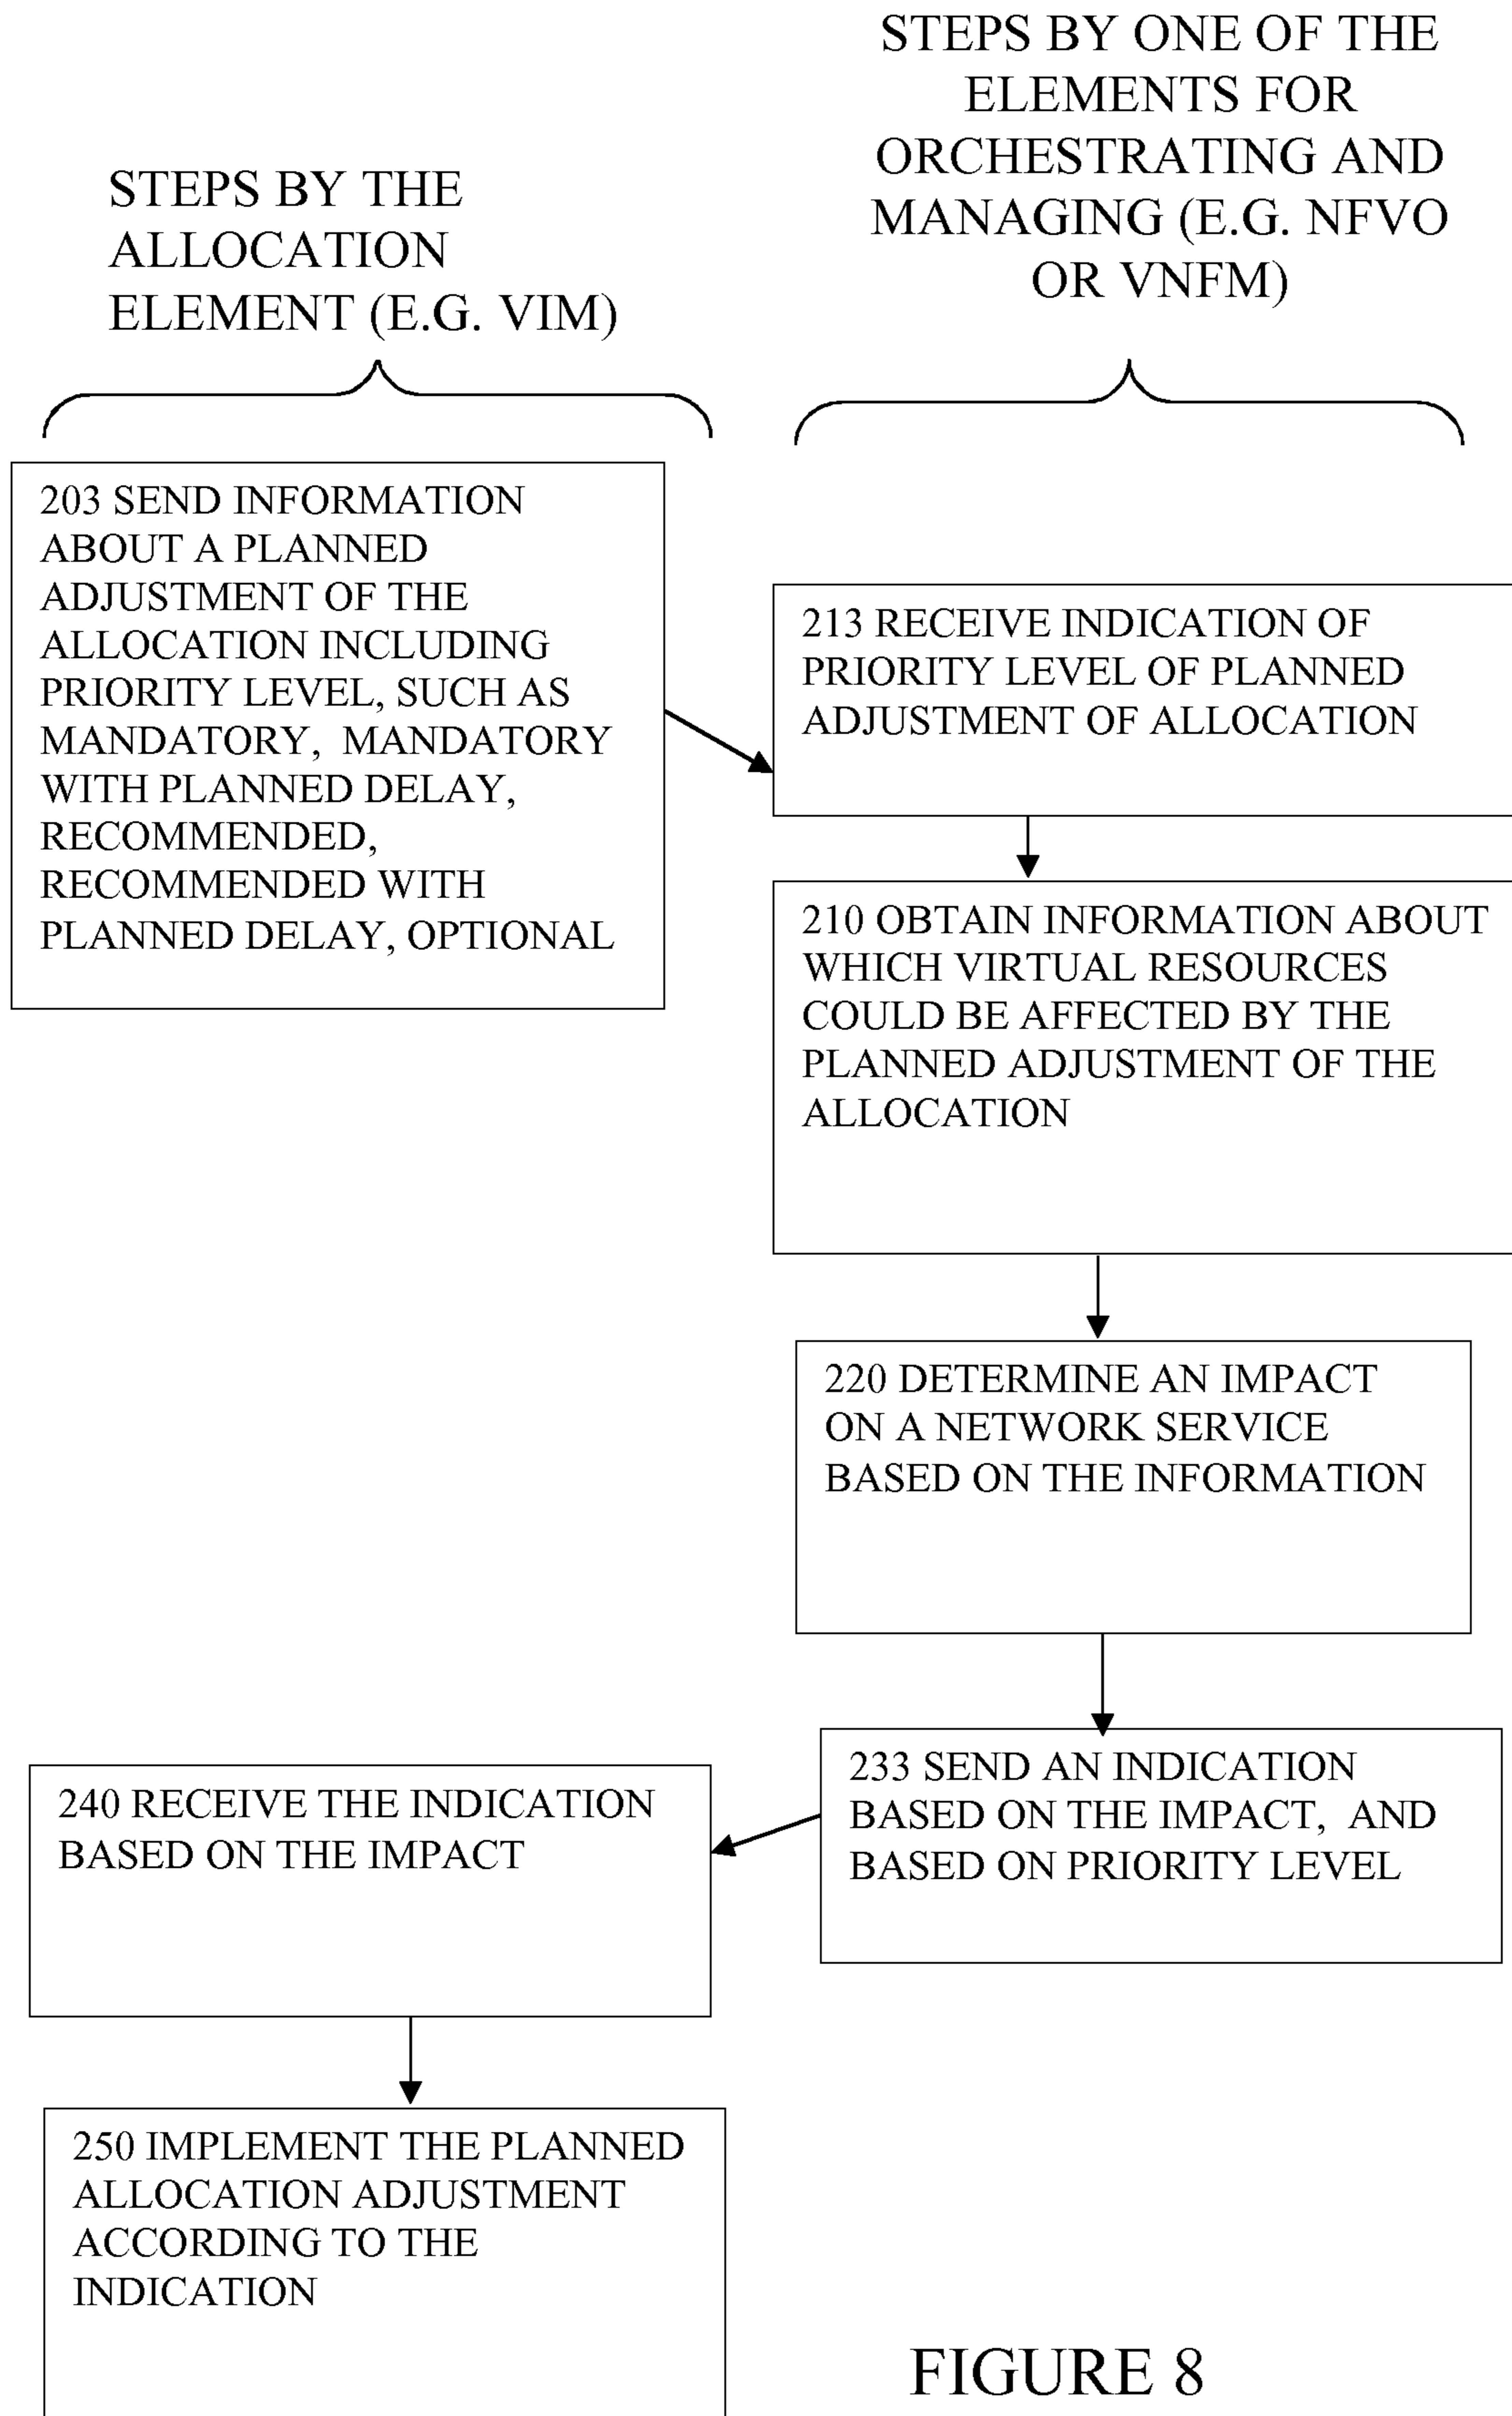 STEPS BY THE
ALLOCATION
ELEMENT (E.G. VIM)
STEPS BY ONE OF THE
ELEMENTS FOR
ORCHESTRATING AND
MANAGING (E.G. NFVO
OR VNFM)
203 SEND INFORMATION
ABOUT A PLANNED
ADJUSTMENT OF THE
ALLOCATION INCLUDING
PRIORITY LEVEL, SUCH AS
MANDATORY, MANDATORY
WITH PLANNED DELAY,
RECOMMENDED,
RECOMMENDED WITH
PLANNED DELAY, OPTIONAL
213 RECEIVE INDICATION OF
PRIORITY LEVEL OF PLANNED
ADJUSTMENT OF ALLOCATION
210 OBTAIN INFORMATION ABOUT
WHICH VIRTUAL RESOURCES
COULD BE AFFECTED BY THE
PLANNED ADJUSTMENT OF THE
ALLOCATION
220 DETERMINE AN IMPACT
ON A NETWORK SERVICE
BASED ON THE INFORMATION
233 SEND AN INDICATION
BASED ON THE IMPACT, AND
BASED ON PRIORITY LEVEL
240 RECEIVE THE INDICATION
BASED ON THE IMPACT
250 IMPLEMENT THE PLANNED
ALLOCATION ADJUSTMENT
ACCORDING TO THE
INDICATION
FIGURE 8